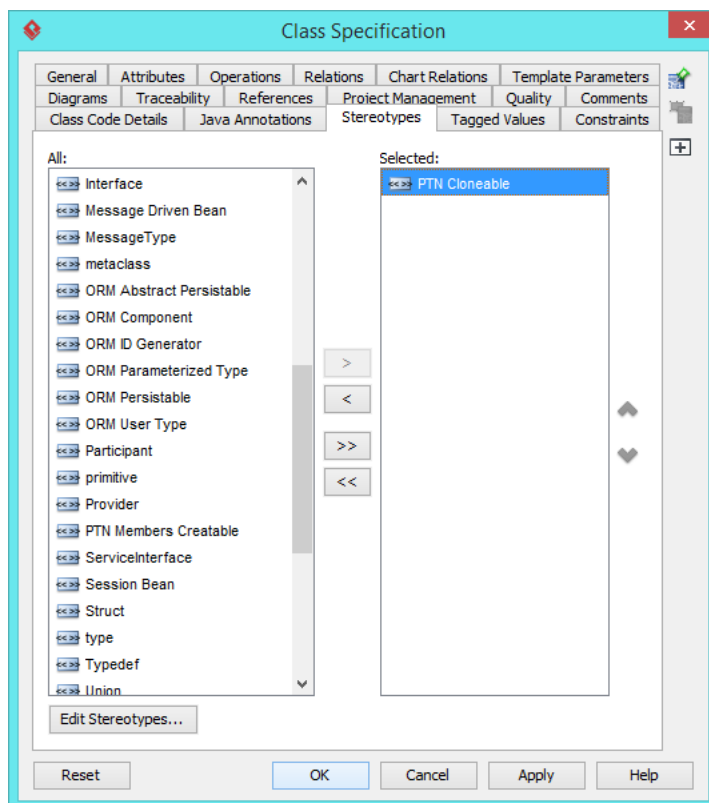 Class Specification
General Attributes Operations Relations Chart Relations Template Parameters
Diagrams Traceability References Project Management Quality Comments
Class Code Details Java Annotations Stereotypes Tagged Values Constraints
All:
Selected:
<<>> Interface
<<>> PTN Cloneable
<<>> Message Driven Bean
<<>> MessageType
<<>> metaclass
<<>> ORM Abstract Persistable
<<>> ORM Component
<<>> ORM ID Generator
<<>> ORM Parameterized Type
<<>> ORM Persistable
<<>> ORM User Type
<<>> Participant
<<>> primitive
<<>> Provider
<<>> PTN Members Creatable
<<>> ServiceInterface
<<>> Session Bean
<<>> Struct
<<>> type
<<>> Typedef
<<>> Union
>
<
>>
<<
Edit Stereotypes...
Reset OK Cancel Apply Help